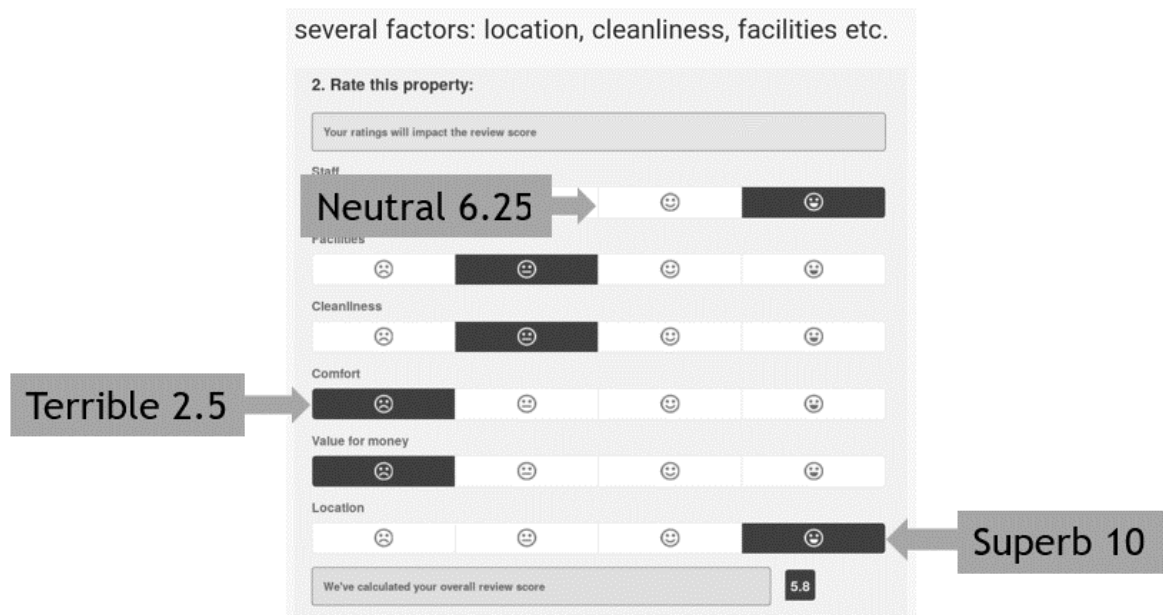 several factors: location, cleanliness, facilities etc.
2. Rate this property:
Your ratings will impact the review score
Staff
Neutral 6.25
Facilities
Cleanliness
Comfort
Terrible 2.5
Value for money
Location
Superb 10
We've calculated your overall review score 5.8